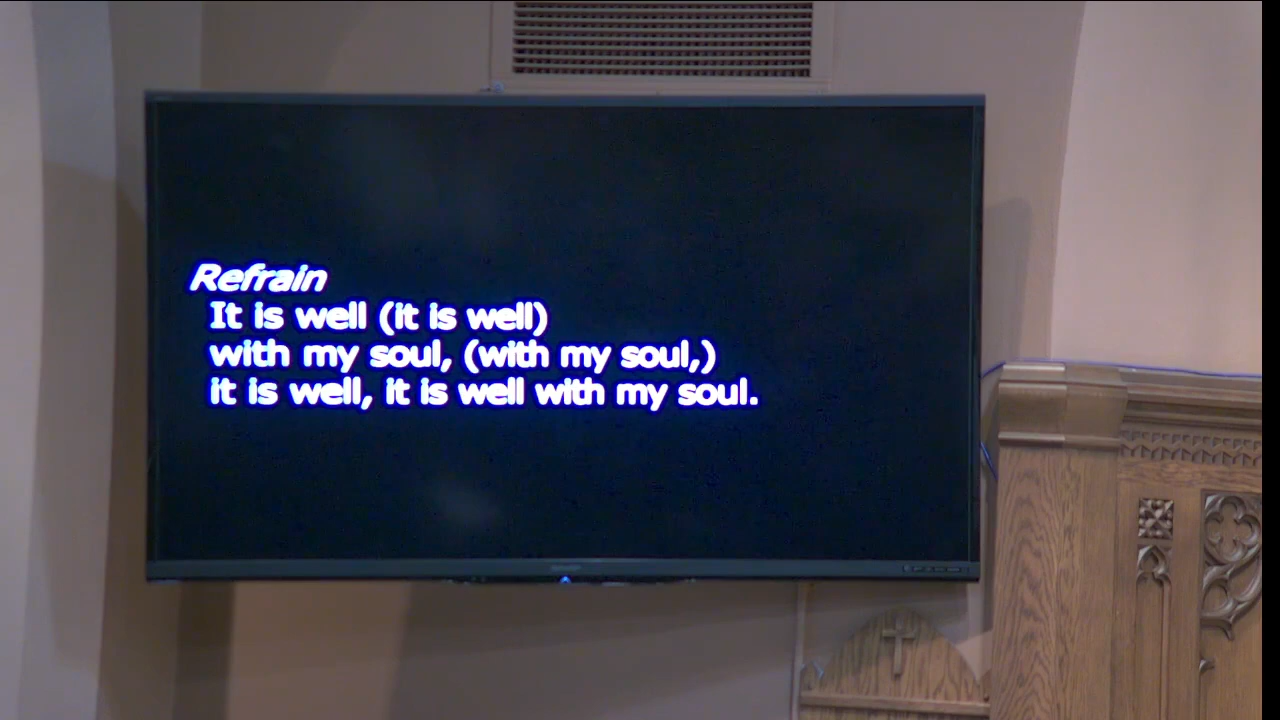 Refrain
It is well (it is well)
with my soul, (with my soul,)
it is well, it is well with my soul.